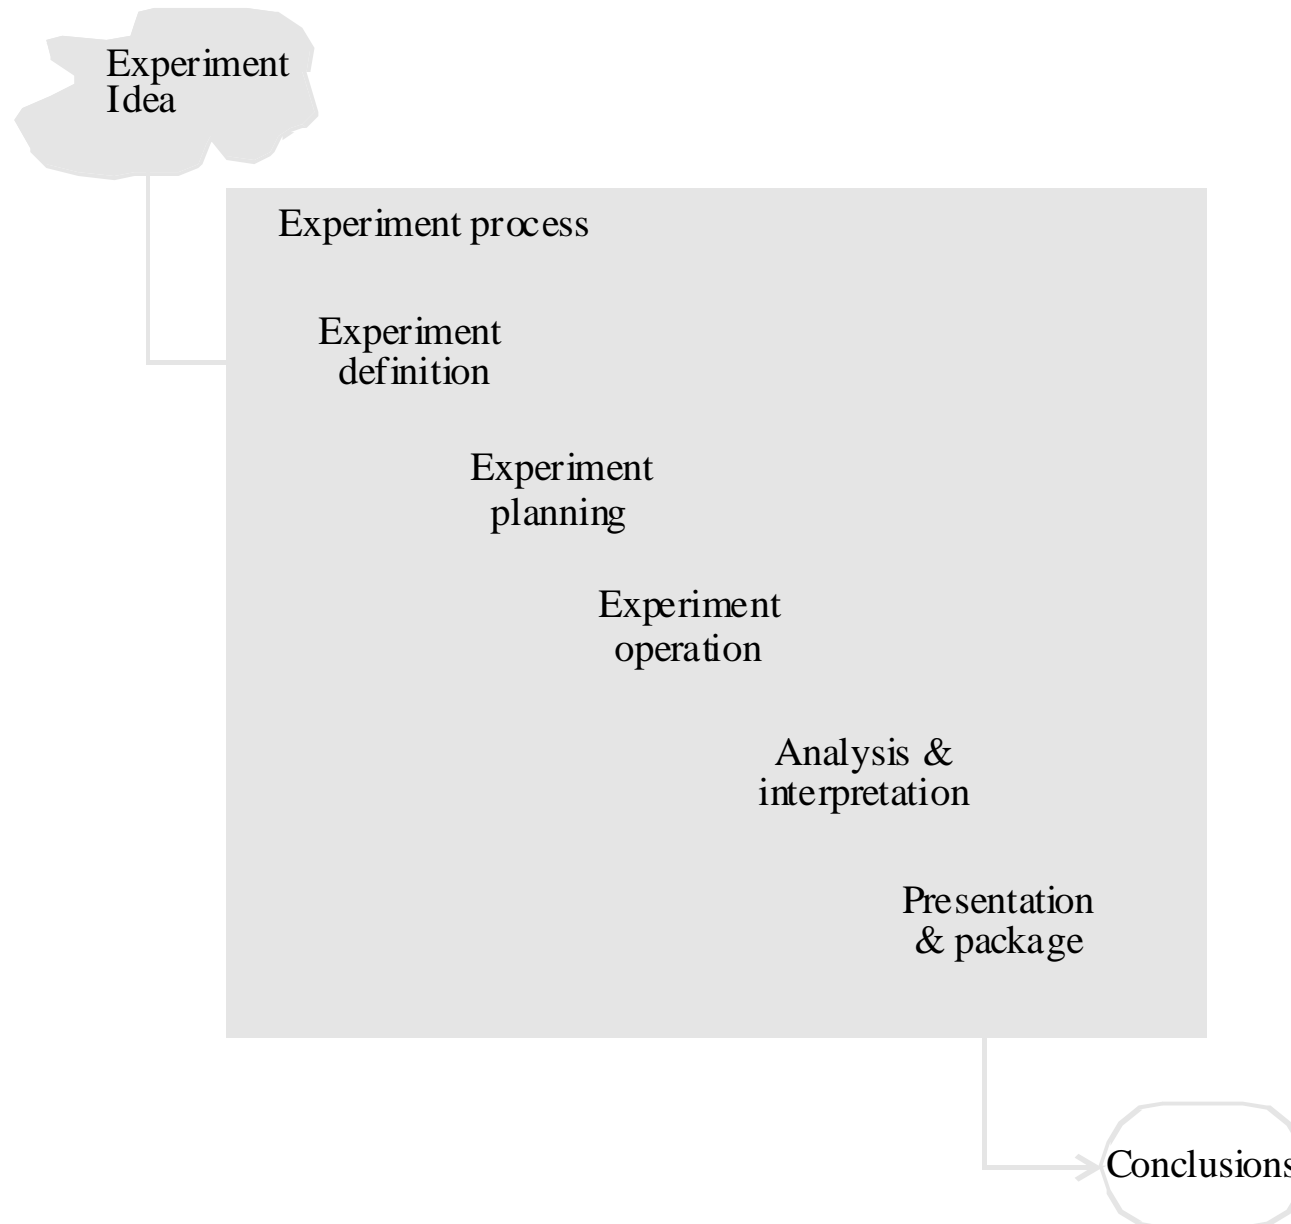 Experiment
Idea
Experiment process
Experiment
definition
Experiment
planning
Experiment
operation
Analysis &
interpretation
Presentation
& package
Conclusions